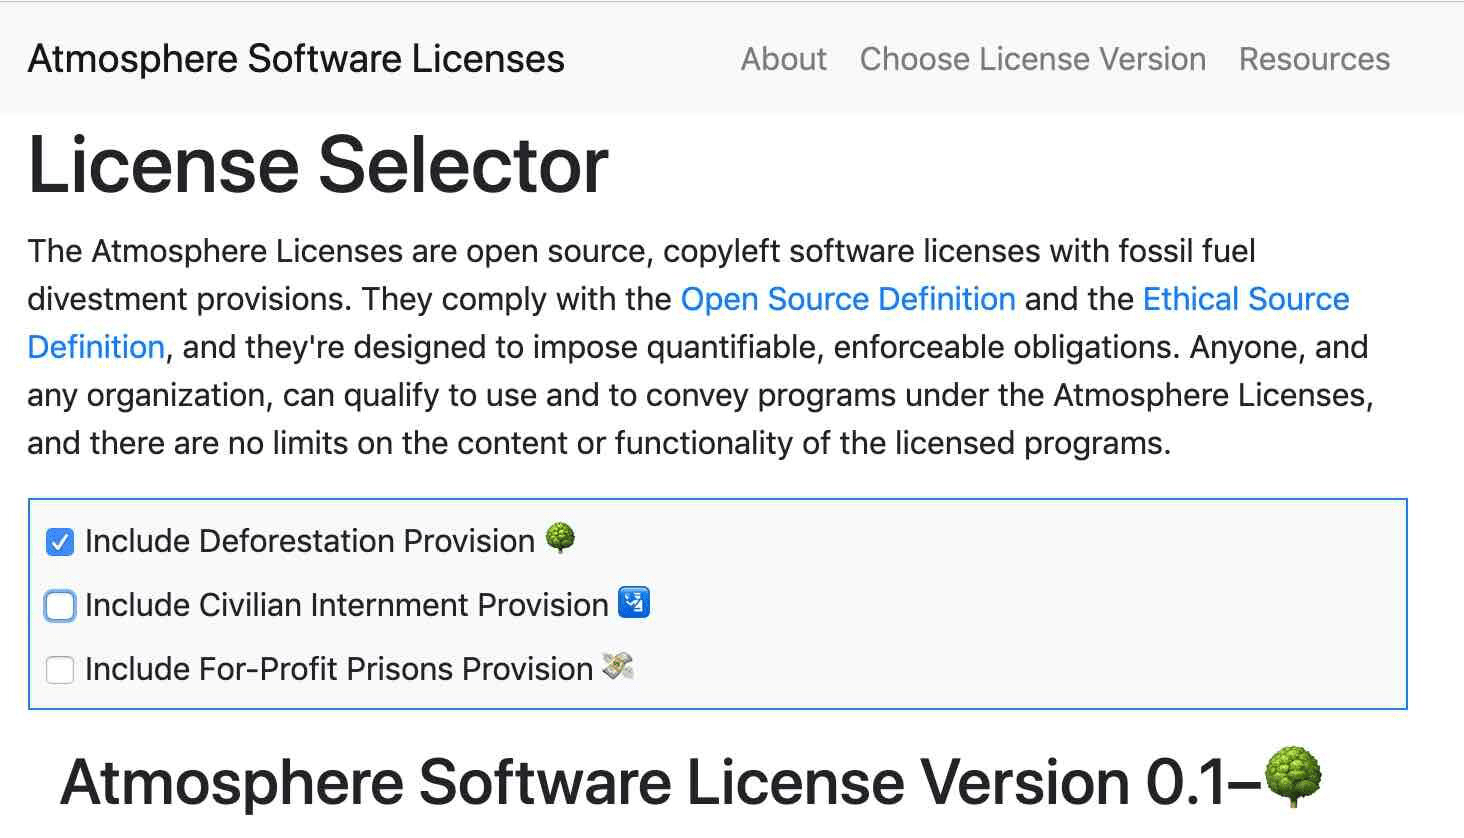 Atmosphere Software Licenses
About Choose License Version Resources
License Selector
The Atmosphere Licenses are open source, copyleft software licenses with fossil fuel
divestment provisions. They comply with the Open Source Definition and the Ethical Source
Definition, and they're designed to impose quantifiable, enforceable obligations. Anyone, and
any organization, can qualify to use and to convey programs under the Atmosphere Licenses,
and there are no limits on the content or functionality of the licensed programs.
Include Deforestation Provision 🌳
Include Civilian Internment Provision 🛂
Include For-Profit Prisons Provision 💸
Atmosphere Software License Version 0.1–🌳